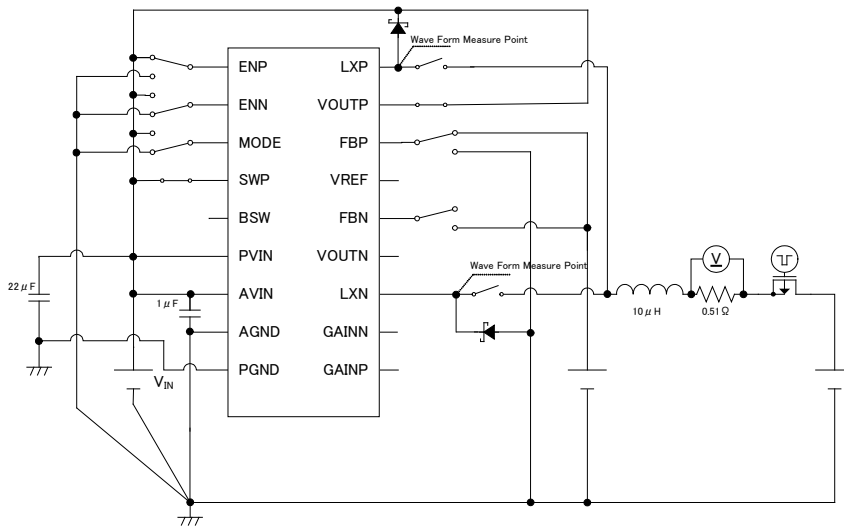 Wave Form Measure Point
ENP
LXP
ENN
VOUTP
MODE
FBP
SWP
VREF
BSW
FBN
PVIN
VOUTN
Wave Form Measure Point
V
22μF
1μF
AVIN
LXN
10μH
0.51Ω
AGND
GAINN
PGND
GAINP
VIN